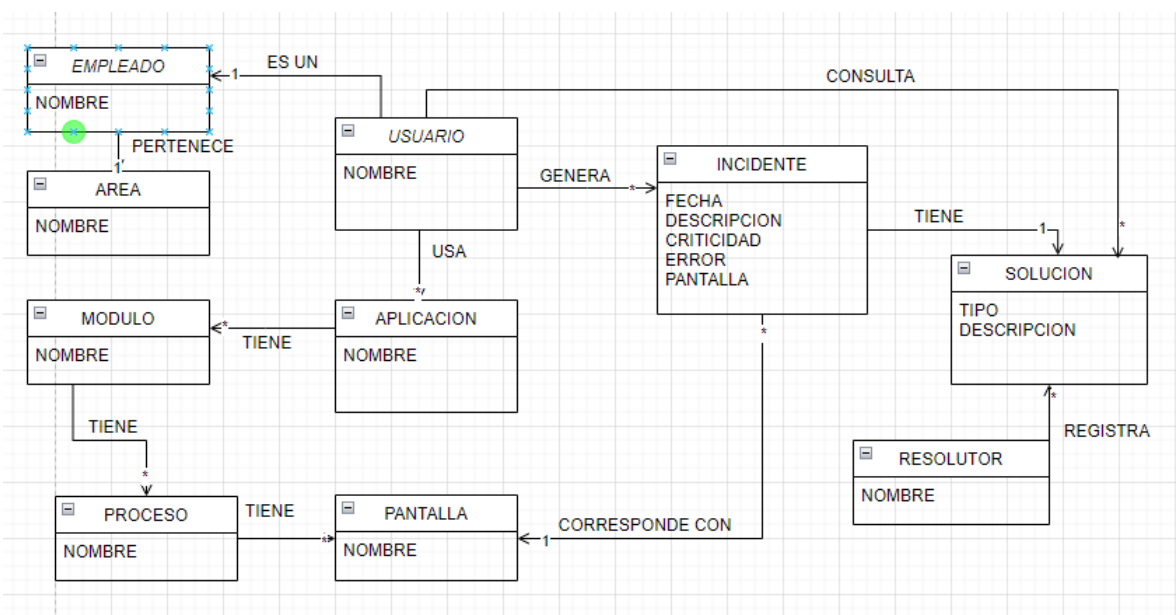 EMPLEADO
NOMBRE
1
ES UN
PERTENECE
1
AREA
NOMBRE
USUARIO
NOMBRE
CONSULTA
*
GENERA
*
INCIDENTE
FECHA
DESCRIPCION
CRITICIDAD
ERROR
PANTALLA
TIENE
1
SOLUCION
TIPO
DESCRIPCION
USA
*
MODULO
NOMBRE
*
TIENE
APLICACION
NOMBRE
*
TIENE
*
REGISTRA
*
RESOLUTOR
NOMBRE
PROCESO
NOMBRE
TIENE
*
PANTALLA
NOMBRE
CORRESPONDE CON
1